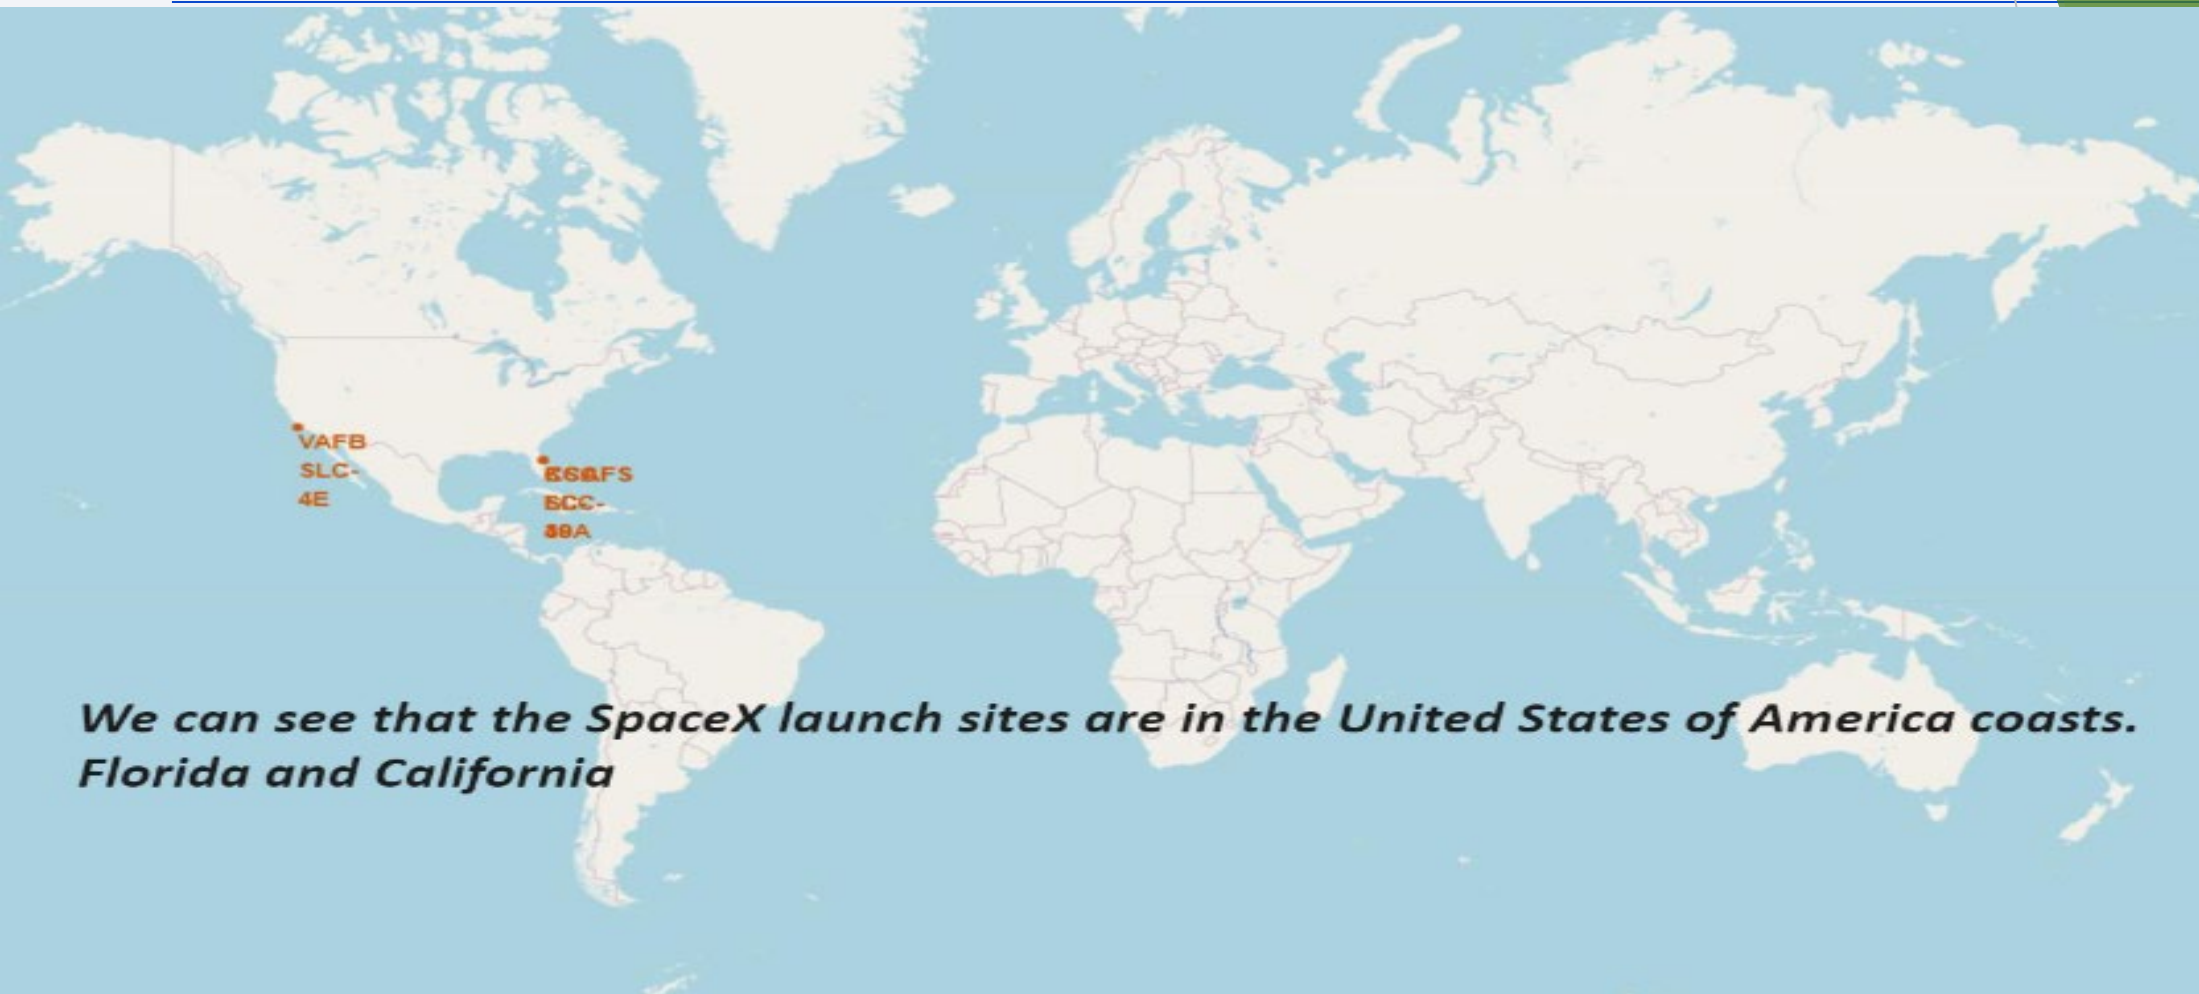 VAFB
SLC-
4E
We can see that the SpaceX launch sites are in the United States of America coasts.
Florida and California